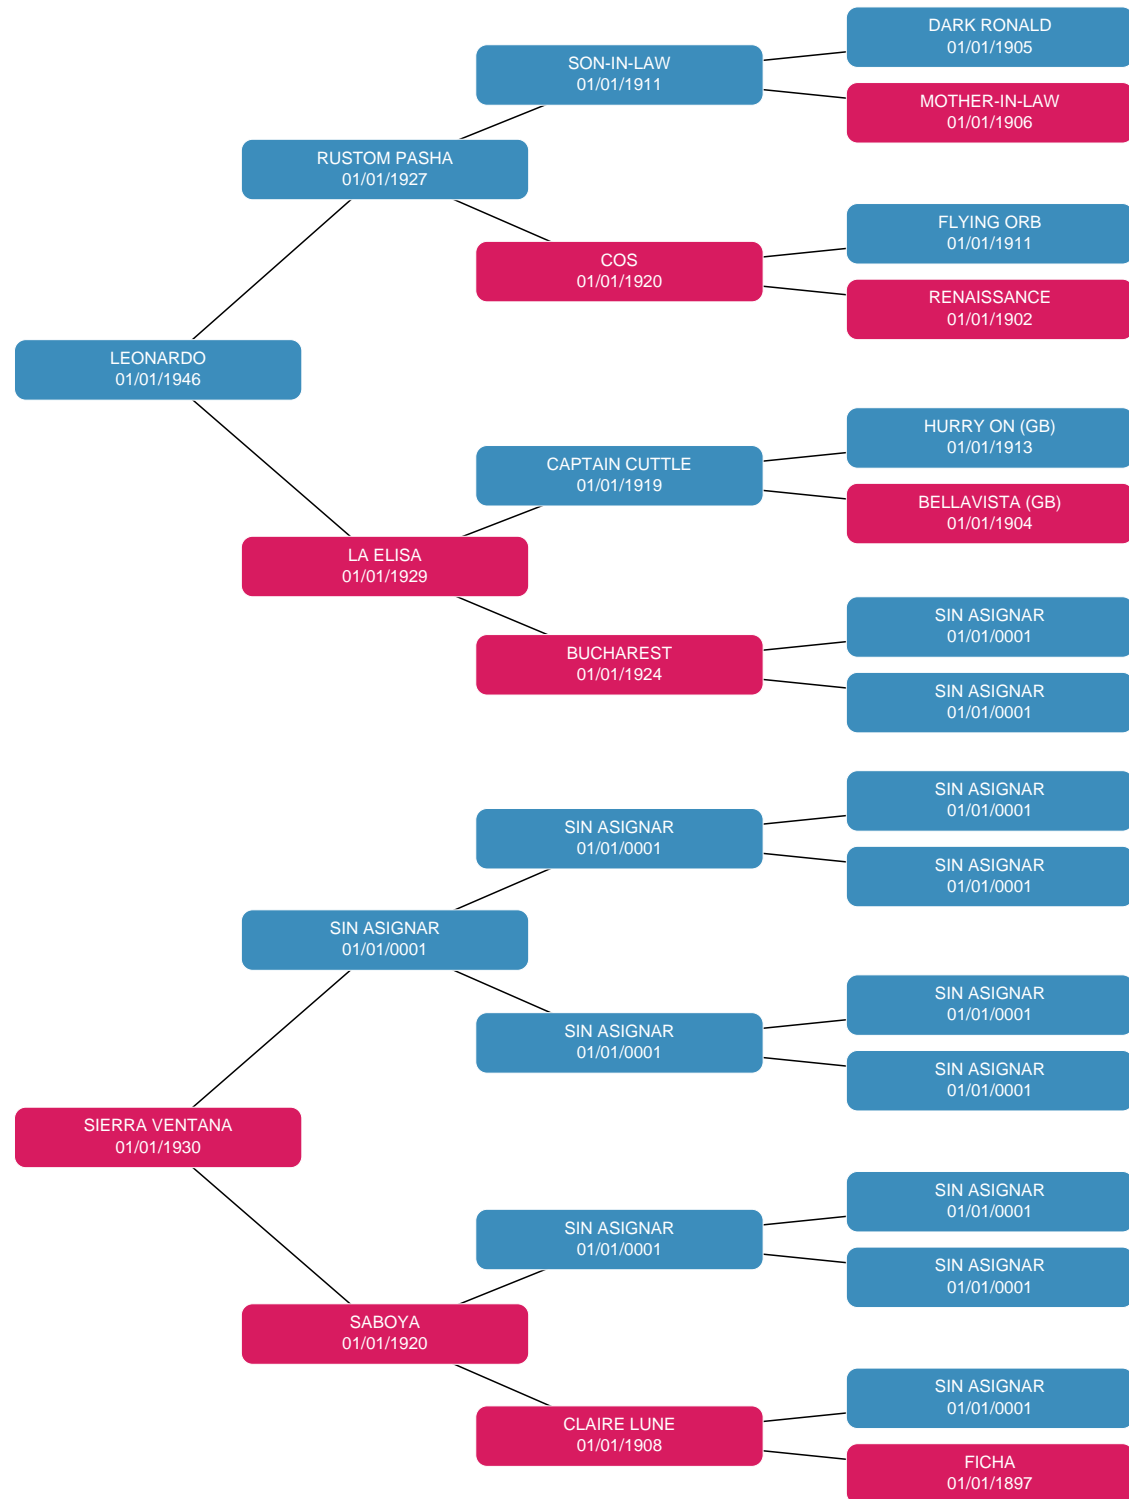 DARK RONALD
01/01/1905
SON-IN-LAW
01/01/1911
MOTHER-IN-LAW
01/01/1906
RUSTOM PASHA
01/01/1927
FLYING ORB
01/01/1911
COS
01/01/1920
RENAISSANCE
01/01/1902
LEONARDO
01/01/1946
HURRY ON (GB)
01/01/1913
CAPTAIN CUTTLE
01/01/1919
BELLAVISTA (GB)
01/01/1904
LA ELISA
01/01/1929
SIN ASIGNAR
01/01/0001
BUCHAREST
01/01/1924
SIN ASIGNAR
01/01/0001
SIN ASIGNAR
01/01/0001
SIN ASIGNAR
01/01/0001
SIN ASIGNAR
01/01/0001
SIN ASIGNAR
01/01/0001
SIN ASIGNAR
01/01/0001
SIN ASIGNAR
01/01/0001
SIN ASIGNAR
01/01/0001
SIERRA VENTANA
01/01/1930
SIN ASIGNAR
01/01/0001
SIN ASIGNAR
01/01/0001
SIN ASIGNAR
01/01/0001
SABOYA
01/01/1920
SIN ASIGNAR
01/01/0001
CLAIRE LUNE
01/01/1908
FICHA
01/01/1897